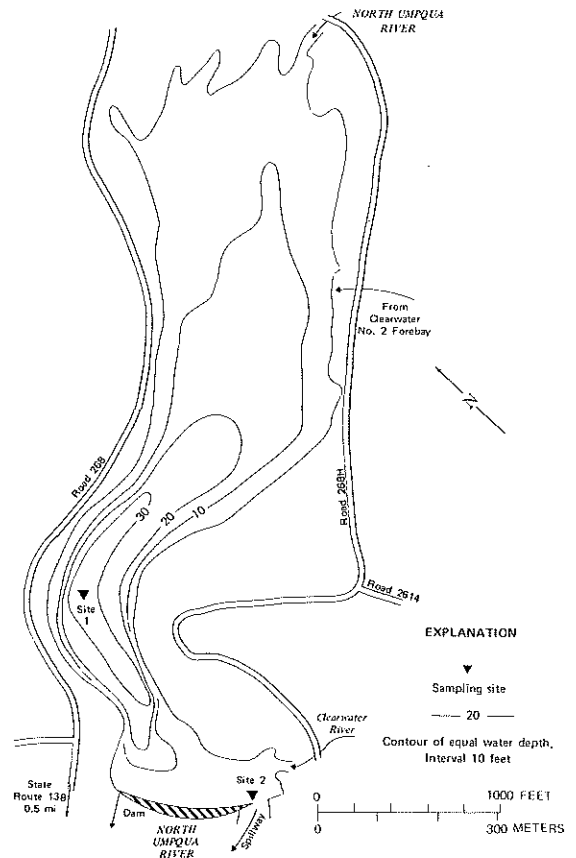 NORTH UMPQUA
RIVER
From
Clearwater
No. 2 Forebay
N
Road 268
30
20
10
Road 268H
Site
1
Road 2614
EXPLANATION
Sampling site
20
Contour of equal water depth,
Interval 10 feet
Clearwater
River
State
Route 138
0.5 mi
Site 2
Dam
NORTH
UMPQUA
RIVER
Spillway
0 1000 FEET
0 300 METERS